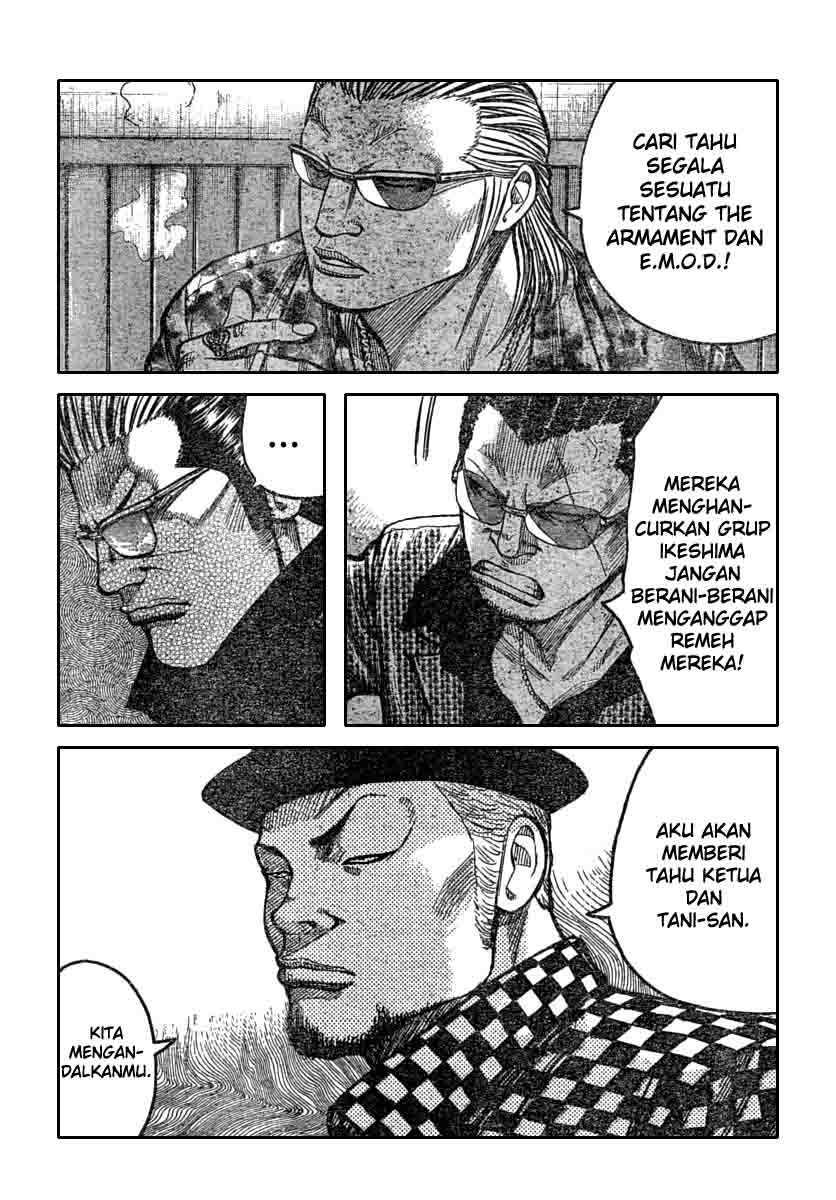 CARI TAHU
SEGALA
SESUATU
TENTANG THE
ARMAMENT DAN
E.M.O.D.!
MEREKA
MENGHAN-
CURKAN GRUP
IKESHIMA
JANGAN
BERANI-BERANI
MENGANGGAP
REMEH
MEREKA!
...
AKU AKAN
MEMBERI
TAHU KETUA
DAN
TANI-SAN.
KITA
MENGAN-
DALKANMU.